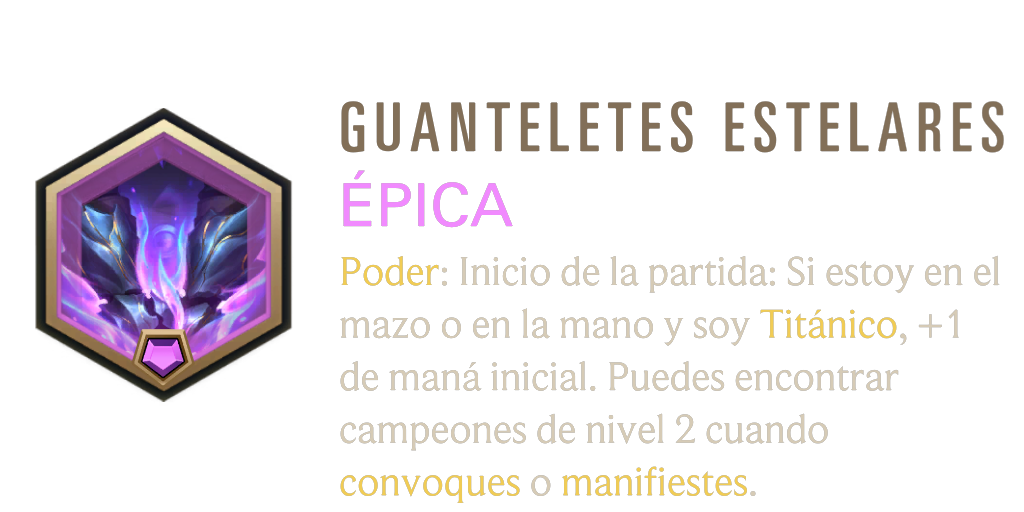 GUANTELETES ESTELARES
ÉPICA
Poder: Inicio de la partida: Si estoy en el
mazo o en la mano y soy Titánico, +1
de maná inicial. Puedes encontrar
campeones de nivel 2 cuando
convoques o manifiestes.